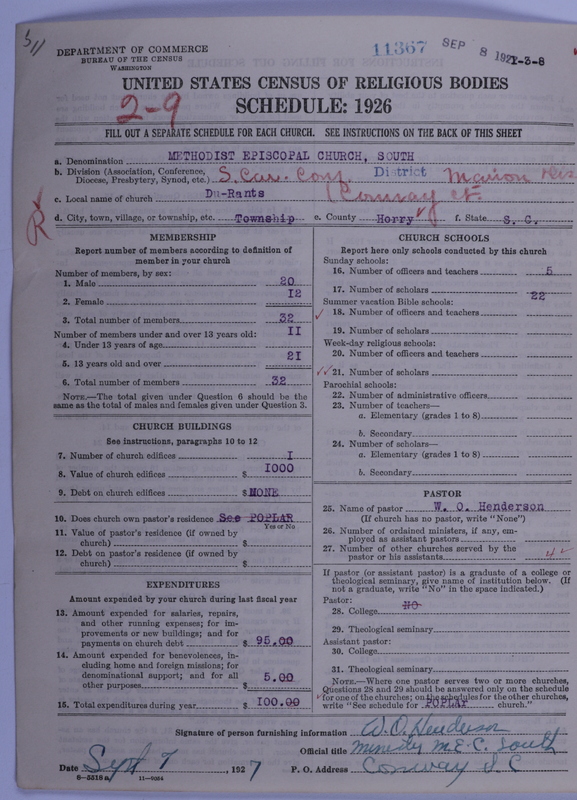 511
DEPARTMENT OF COMMERCE
BUREAU OF THE CENSUS
WASHINGTON
11367 SEP 8 1927 1-3-8
UNITED STATES CENSUS OF RELIGIOUS BODIES
2-9
SCHEDULE: 1926
FILL OUT A SEPARATE SCHEDULE FOR EACH CHURCH. SEE INSTRUCTIONS ON THE BACK OF THIS SHEET
a. Denomination METHODIST EPISCOPAL CHURCH, SOUTH
b. Division (Association, Conference, Diocese, Presbytery, Synod, etc.) S. Car. Conf. District Marion Dis
c. Local name of church Du-Rants (Conway Ct.
R
d. City, town, village, or township, etc. Township e. County Horry f. State S. C.
MEMBERSHIP
Report number of members according to definition of
member in your church
Number of members, by sex:
1. Male 20
2. Female 12
3. Total number of members 32
Number of members under and over 13 years old:
4. Under 13 years of age 11
5. 13 years old and over 21
6. Total number of members 32
NOTE.—The total given under Question 6 should be the
same as the total of males and females given under Question 3.
CHURCH BUILDINGS
See instructions, paragraphs 10 to 12
7. Number of church edifices 1
8. Value of church edifices $ 1000
9. Debt on church edifices $ NONE
10. Does church own pastor's residence See POPLAR
Yes or No
11. Value of pastor's residence (if owned by
church) $
12. Debt on pastor's residence (if owned by
church) $
EXPENDITURES
Amount expended by your church during last fiscal year
13. Amount expended for salaries, repairs,
and other running expenses; for im-
provements or new buildings; and for
payments on church debt $ 95.00
14. Amount expended for benevolences, in-
cluding home and foreign missions; for
denominational support; and for all
other purposes $ 5.00
15. Total expenditures during year $ 100.00
CHURCH SCHOOLS
Report here only schools conducted by this church
Sunday schools:
16. Number of officers and teachers 5
17. Number of scholars 22
Summer vacation Bible schools:
18. Number of officers and teachers
19. Number of scholars
Week-day religious schools:
20. Number of officers and teachers
21. Number of scholars
Parochial schools:
22. Number of administrative officers
23. Number of teachers—
a. Elementary (grades 1 to 8)
b. Secondary
24. Number of scholars—
a. Elementary (grades 1 to 8)
b. Secondary
PASTOR
25. Name of pastor W. O. Henderson
(If church has no pastor, write "None")
26. Number of ordained ministers, if any, em-
ployed as assistant pastors
27. Number of other churches served by the
pastor or his assistants 4
If pastor (or assistant pastor) is a graduate of a college or
theological seminary, give name of institution below. (If
not a graduate, write "No" in the space indicated.)
Pastor:
28. College NO
29. Theological seminary
Assistant pastor:
30. College
31. Theological seminary
NOTE.—Where one pastor serves two or more churches,
Questions 28 and 29 should be answered only on the schedule
for one of the churches; on the schedules for the other churches,
write "See schedule for POPLAR church."
Signature of person furnishing information W. O. Henderson
Official title Minister M. E. C. South
Date Sept 7, 1927 P. O. Address Conway S. C
8-5518a 11-9054